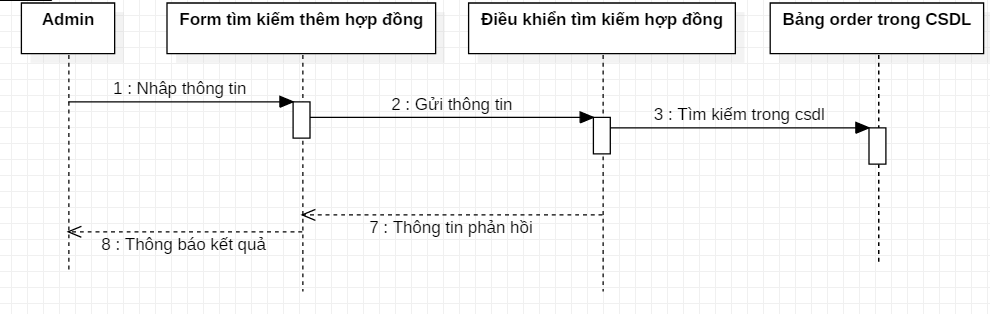 Admin
Form tìm kiếm thêm hợp đồng
Điều khiển tìm kiếm hợp đồng
Bảng order trong CSDL
1 : Nhâp thông tin
2 : Gửi thông tin
3 : Tìm kiếm trong csdl
7 : Thông tin phản hồi
8 : Thông báo kết quả